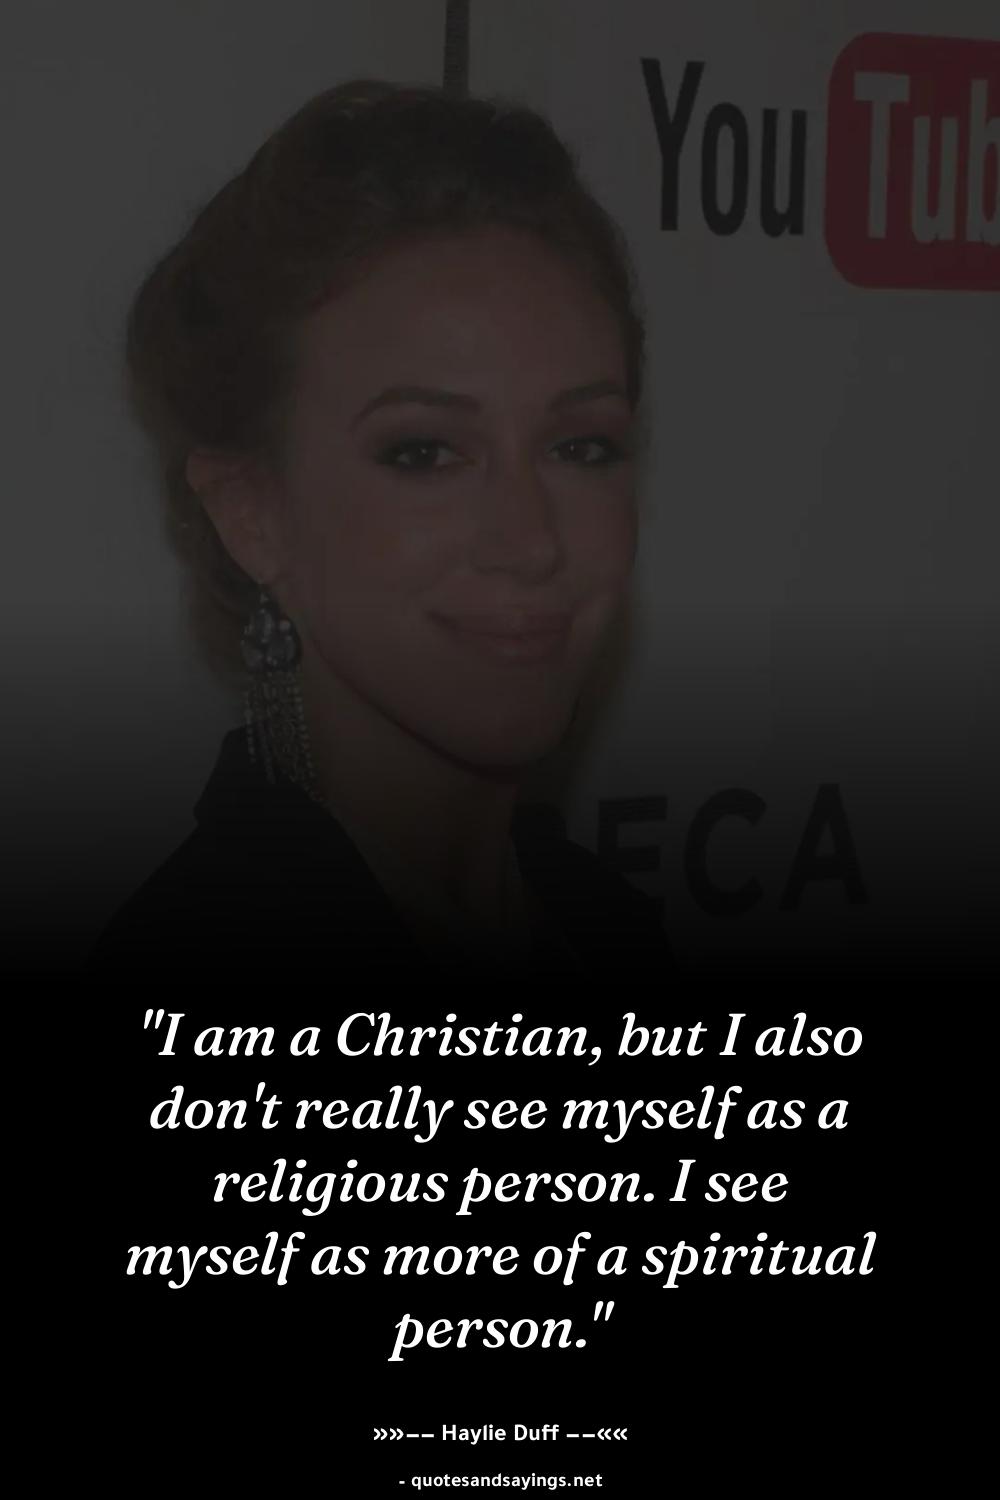 You Tub
ECA
"I am a Christian, but I also
don't really see myself as a
religious person. I see
myself as more of a spiritual
person."
»»–– Haylie Duff ––««
- quotesandsayings.net